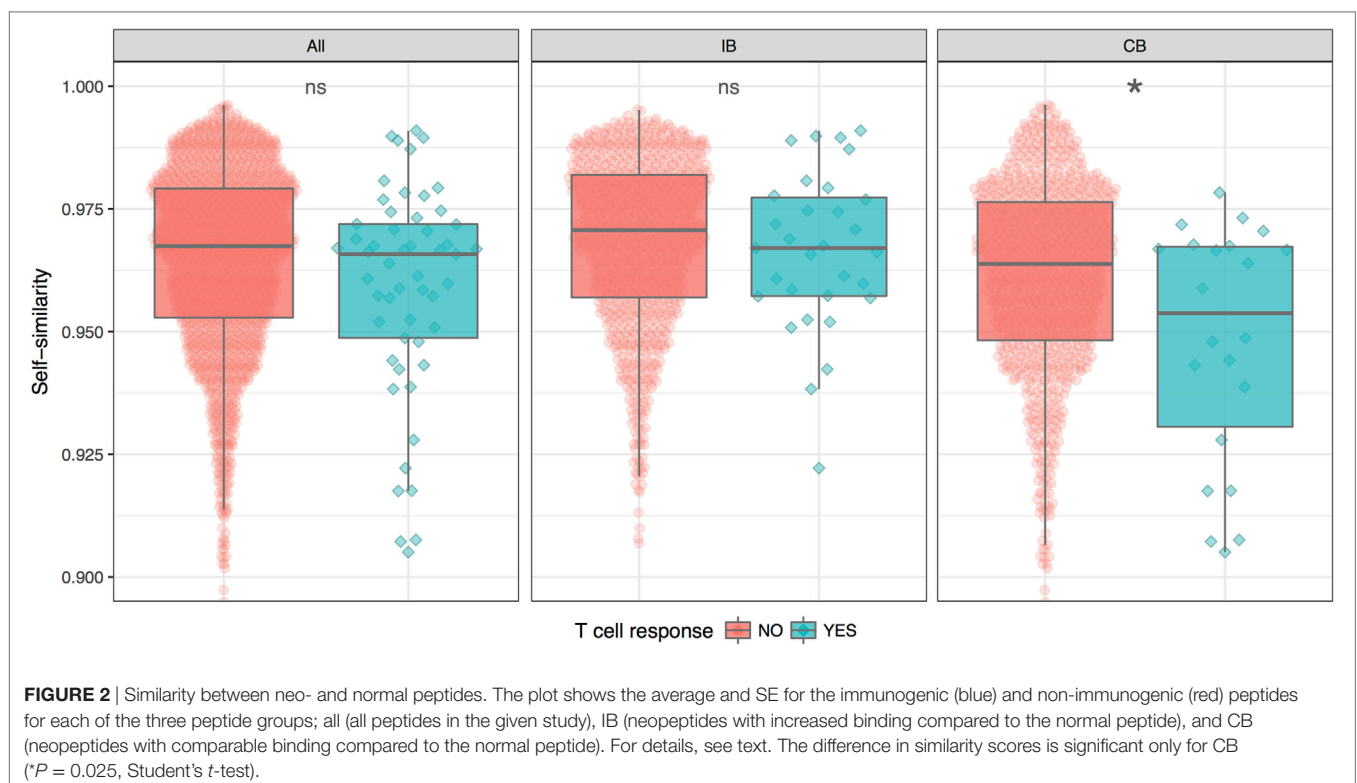 All
IB
CB
ns
ns
*
1.000
0.975
0.950
0.925
0.900
Self-similarity
T cell response NO YES
FIGURE 2 | Similarity between neo- and normal peptides. The plot shows the average and SE for the immunogenic (blue) and non-immunogenic (red) peptides
for each of the three peptide groups; all (all peptides in the given study), IB (neopeptides with increased binding compared to the normal peptide), and CB
(neopeptides with comparable binding compared to the normal peptide). For details, see text. The difference in similarity scores is significant only for CB
(*P = 0.025, Student's t-test).